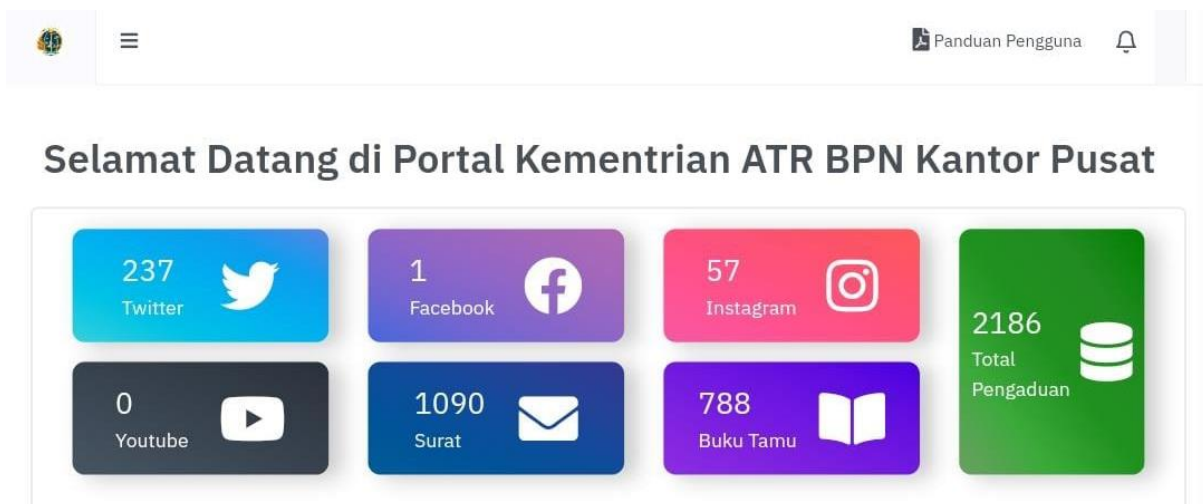 Panduan Pengguna
Selamat Datang di Portal Kementrian ATR BPN Kantor Pusat
237
Twitter
1
Facebook
57
Instagram
2186
Total
Pengaduan
0
Youtube
1090
Surat
788
Buku Tamu